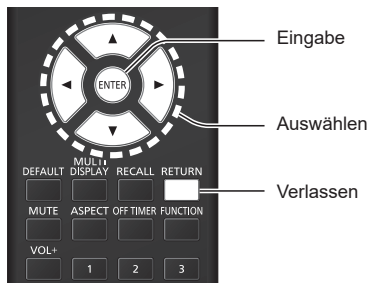 Eingabe
ENTER
Auswählen
MULTI
DEFAULT DISPLAY RECALL RETURN
Verlassen
MUTE ASPECT OFF TIMER FUNCTION
VOL+
1 2 3